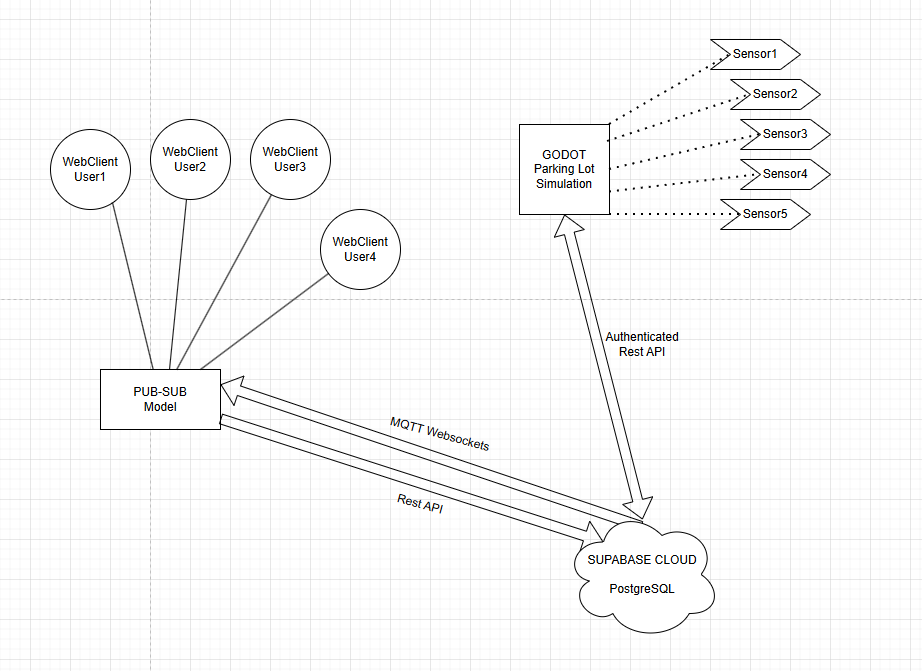 WebClient
User1
WebClient
User2
WebClient
User3
WebClient
User4
PUB-SUB
Model
MQTT Websockets
Rest API
GODOT
Parking Lot
Simulation
Sensor1
Sensor2
Sensor3
Sensor4
Sensor5
Authenticated
Rest API
SUPABASE CLOUD
PostgreSQL